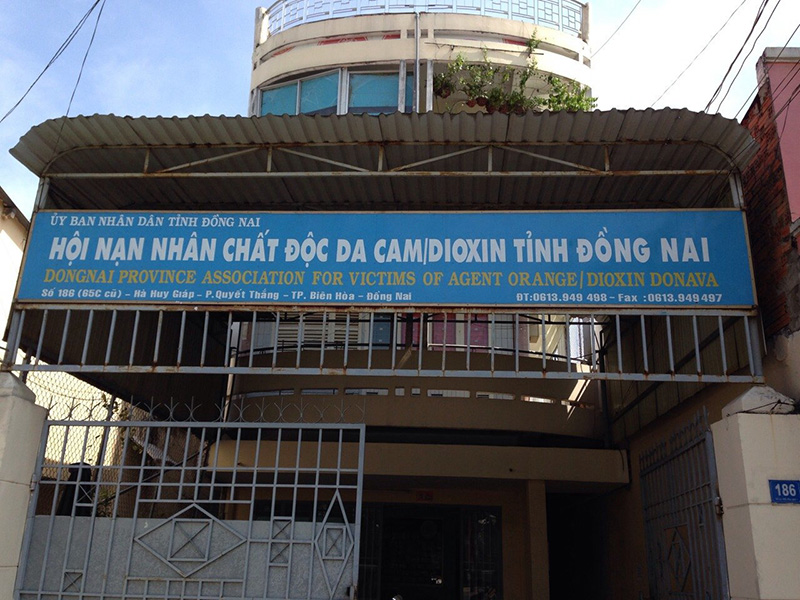 ỦY BAN NHÂN DÂN TỈNH ĐỒNG NAI
HỘI NẠN NHÂN CHẤT ĐỘC DA CAM/DIOXIN TỈNH ĐỒNG NAI
DONGNAI PROVINCE ASSOCIATION FOR VICTIMS OF AGENT ORANGE/DIOXIN DONAVA
Số 186 (65C cũ) – Hà Huy Giáp – P.Quyết Thắng – TP. Biên Hòa – Đồng Nai ĐT:0613.949 498 – Fax :0613.949497
186